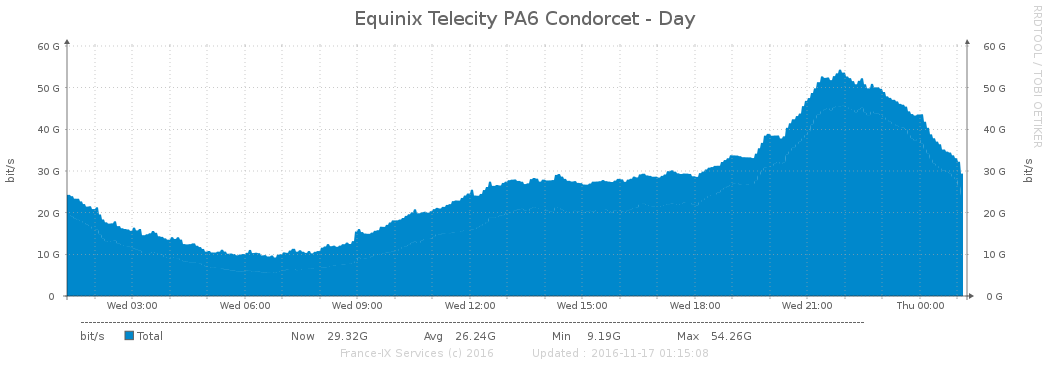 Equinix Telecity PA6 Condorcet - Day
RRDTOOL / TOBI OETIKER
bit/s
60 G
50 G
40 G
30 G
20 G
10 G
0
60 G
50 G
40 G
30 G
20 G
10 G
0 G
bit/s
Wed 03:00 Wed 06:00 Wed 09:00 Wed 12:00 Wed 15:00 Wed 18:00 Wed 21:00 Thu 00:00
bit/s Total Now 29.32G Avg 26.24G Min 9.19G Max 54.26G
France-IX Services (c) 2016 Updated : 2016-11-17 01:15:08